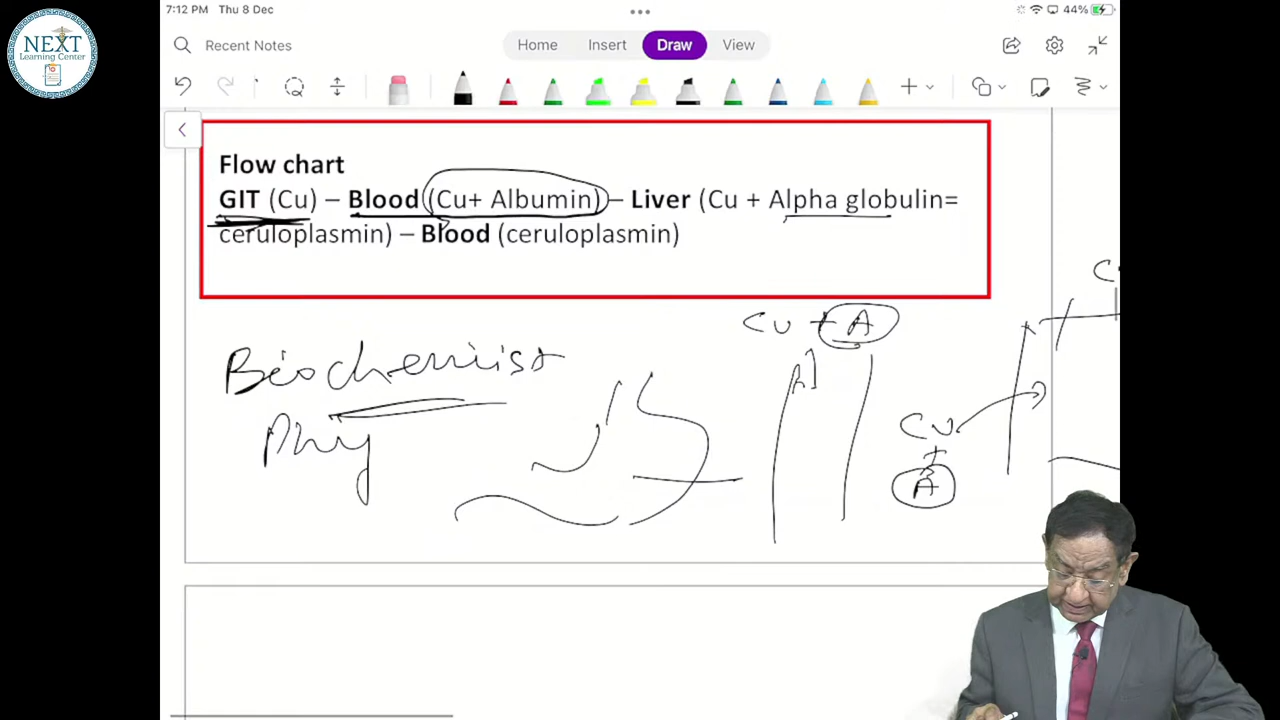 7:12 PM Thu 8 Dec
44%
NEXT
Learning Center
Recent Notes
Home Insert Draw View
Flow chart
GIT (Cu) – Blood (Cu+ Albumin) – Liver (Cu + Alpha globulin=
ceruloplasmin) – Blood (ceruloplasmin)
Cu + A
Biochemist
Phy
Cu
+
A